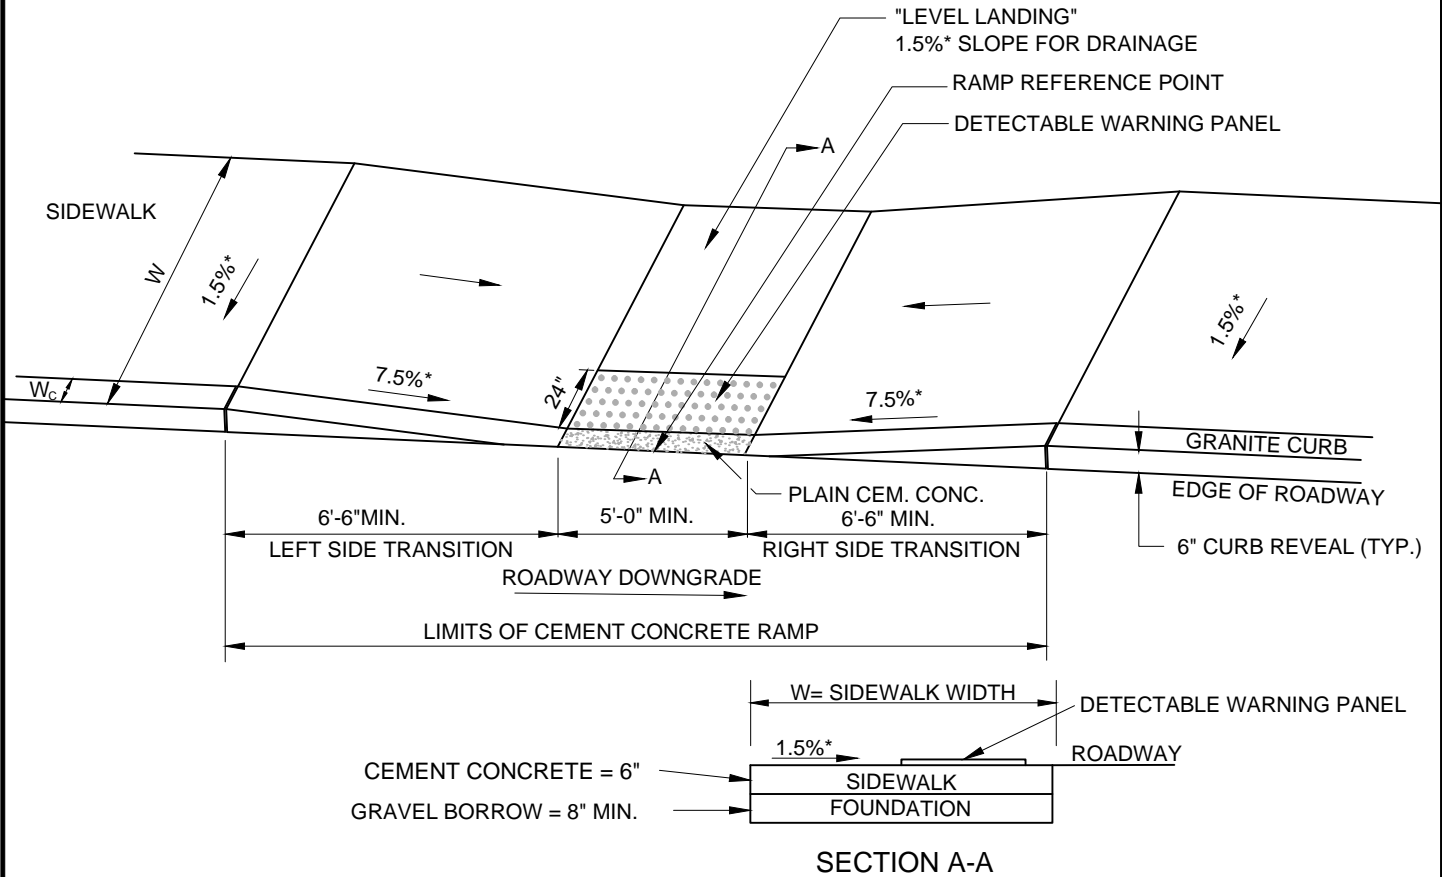 "LEVEL LANDING"
1.5%* SLOPE FOR DRAINAGE
RAMP REFERENCE POINT
DETECTABLE WARNING PANEL
A
SIDEWALK
W
1.5%*
1.5%*
Wc
7.5%*
24"
7.5%*
GRANITE CURB
A
PLAIN CEM. CONC.
EDGE OF ROADWAY
6'-6"MIN.
5'-0" MIN.
6'-6" MIN.
LEFT SIDE TRANSITION
RIGHT SIDE TRANSITION
6" CURB REVEAL (TYP.)
ROADWAY DOWNGRADE
LIMITS OF CEMENT CONCRETE RAMP
W= SIDEWALK WIDTH
DETECTABLE WARNING PANEL
1.5%*
ROADWAY
CEMENT CONCRETE = 6"
SIDEWALK
GRAVEL BORROW = 8" MIN.
FOUNDATION
SECTION A-A